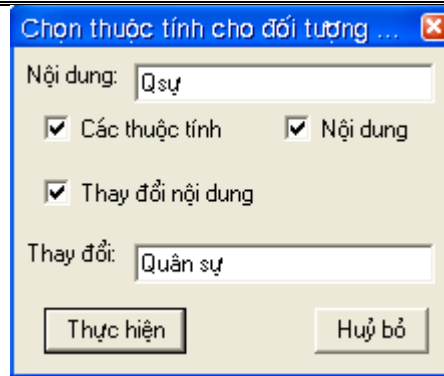 Chọn thuộc tính cho đối tượng ...
Nội dung: Qsự
Các thuộc tính Nội dung
Thay đổi nội dung
Thay đổi: Quân sự
Thực hiện Huỷ bỏ